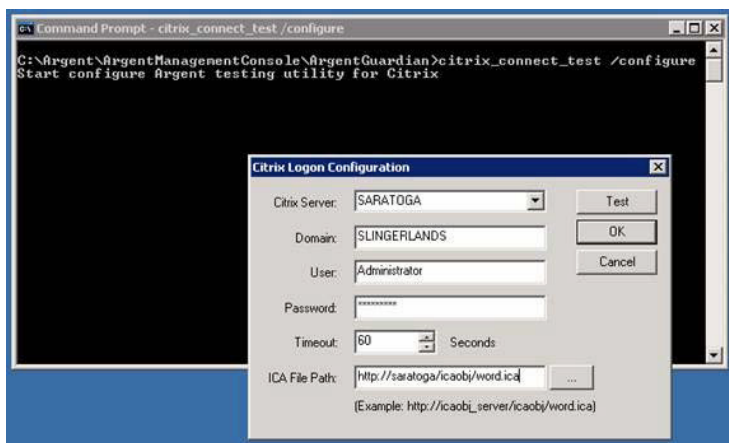 Command Prompt - citrix_connect_test /configure
C:\Argent\ArgentManagementConsole\ArgentGuardian>citrix_connect_test /configure
Start configure Argent testing utility for Citrix
Citrix Logon Configuration
Citrix Server: SARATOGA
Test
Domain: SLINGERLANDS
OK
User: Administrator
Cancel
Password: *********
Timeout: 60 Seconds
ICA File Path: http://saratoga/icaobj/word.ica ...
(Example: http://icaobj_server/icaobj/word.ica)